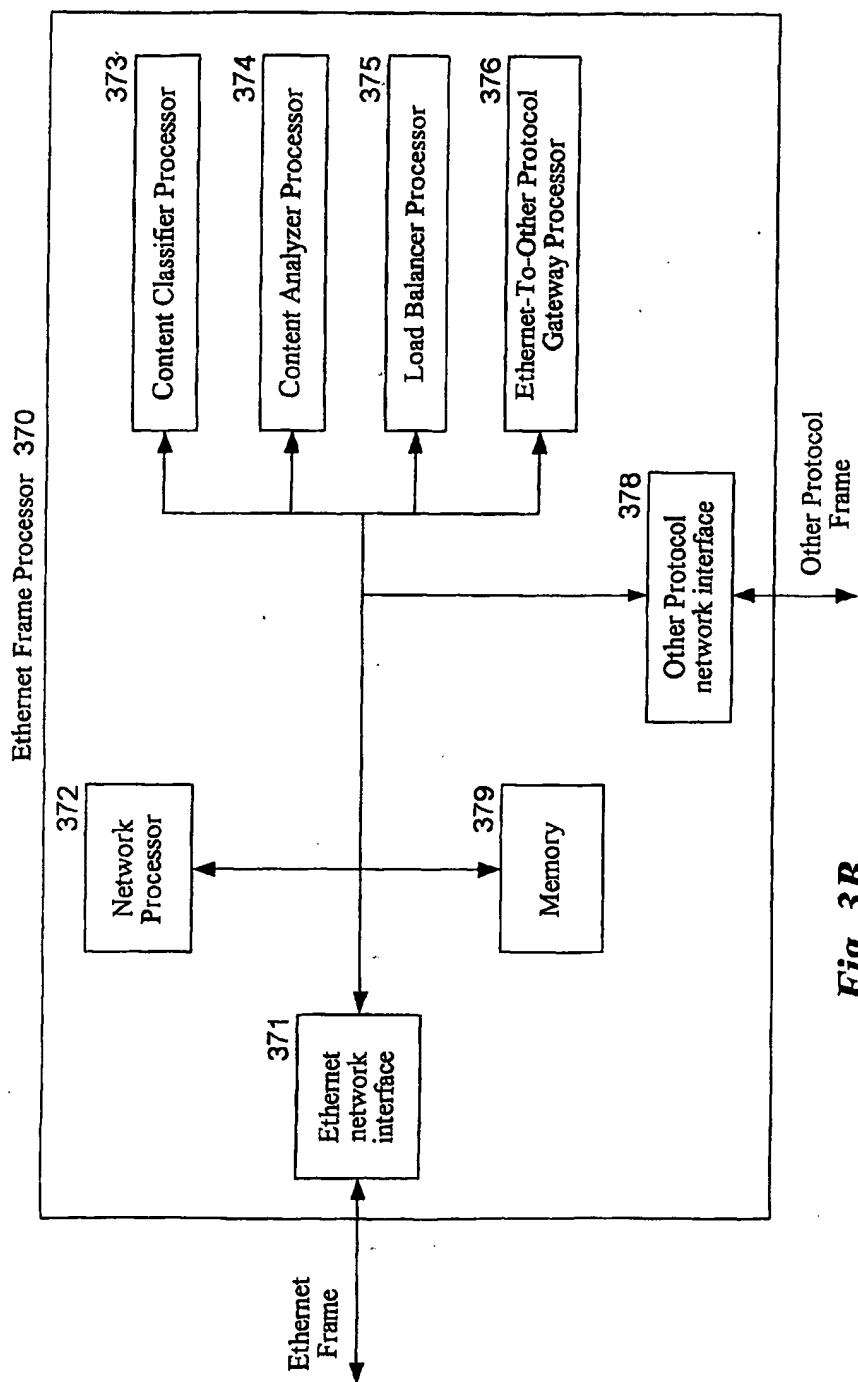 Ethernet Frame Processor 370
373
Content Classifier Processor
374
Content Analyzer Processor
375
Load Balancer Processor
376
Ethernet-To-Other Protocol
Gateway Processor
372
Network
Processor
379
Memory
371
Ethernet
network
interface
378
Other Protocol
network interface
Ethernet
Frame
Other Protocol
Frame
Fig. 3B